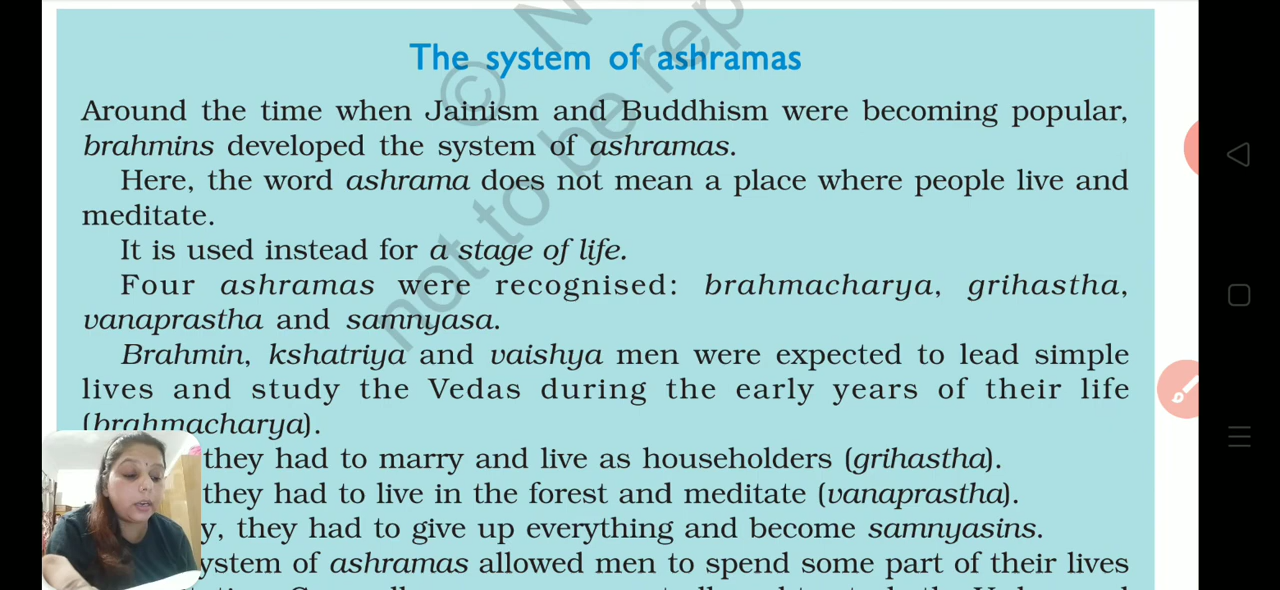 The system of ashramas
Around the time when Jainism and Buddhism were becoming popular,
brahmins developed the system of ashramas.
Here, the word ashrama does not mean a place where people live and
meditate.
It is used instead for a stage of life.
Four ashramas were recognised: brahmacharya, grihastha,
vanaprastha and samnyasa.
Brahmin, kshatriya and vaishya men were expected to lead simple
lives and study the Vedas during the early years of their life
(brahmacharya).
they had to marry and live as householders (grihastha).
they had to live in the forest and meditate (vanaprastha).
they had to give up everything and become samnyasins.
of ashramas allowed men to spend some part of their lives
© N
not to be rep